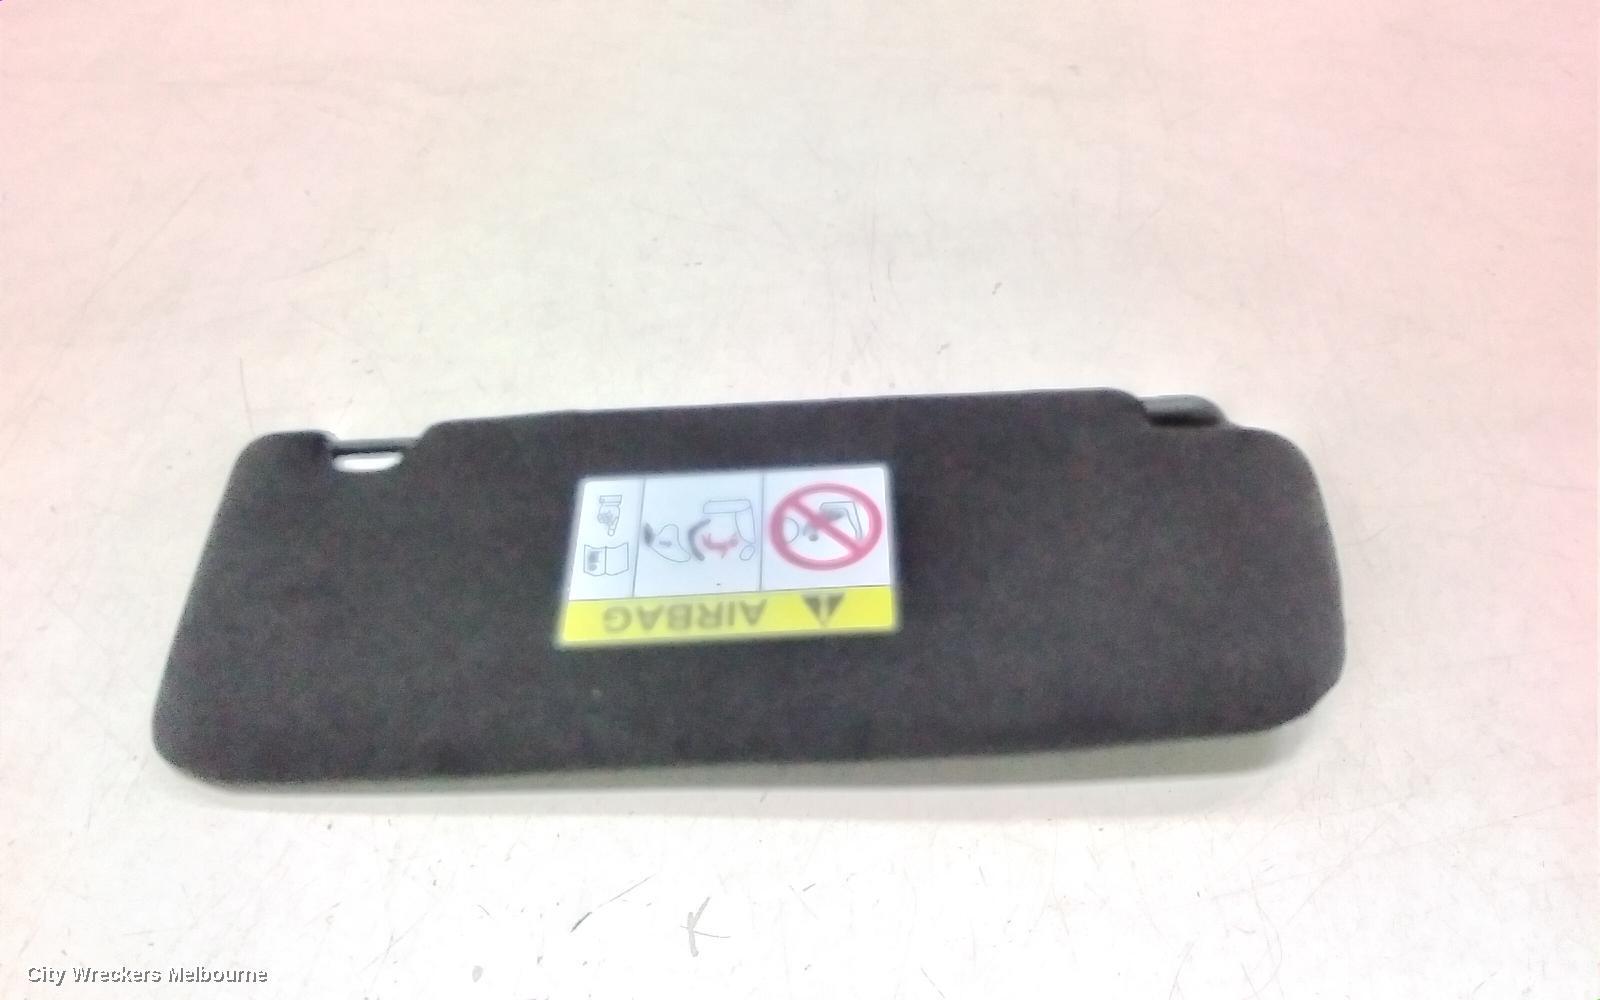 AIRBAG
K
City Wreckers Melbourne